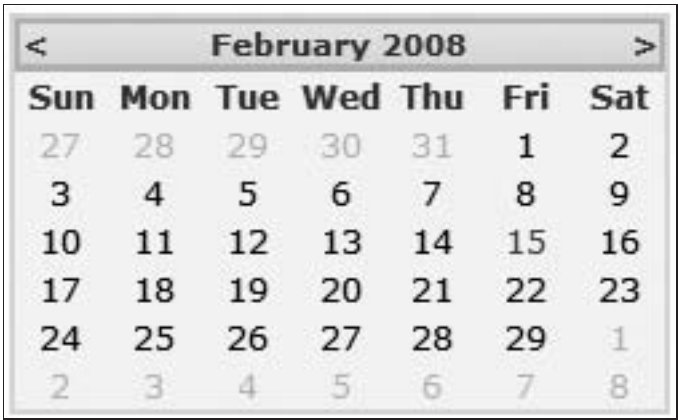 < February 2008 >
Sun Mon Tue Wed Thu Fri Sat
27 28 29 30 31 1 2
3 4 5 6 7 8 9
10 11 12 13 14 15 16
17 18 19 20 21 22 23
24 25 26 27 28 29 1
2 3 4 5 6 7 8